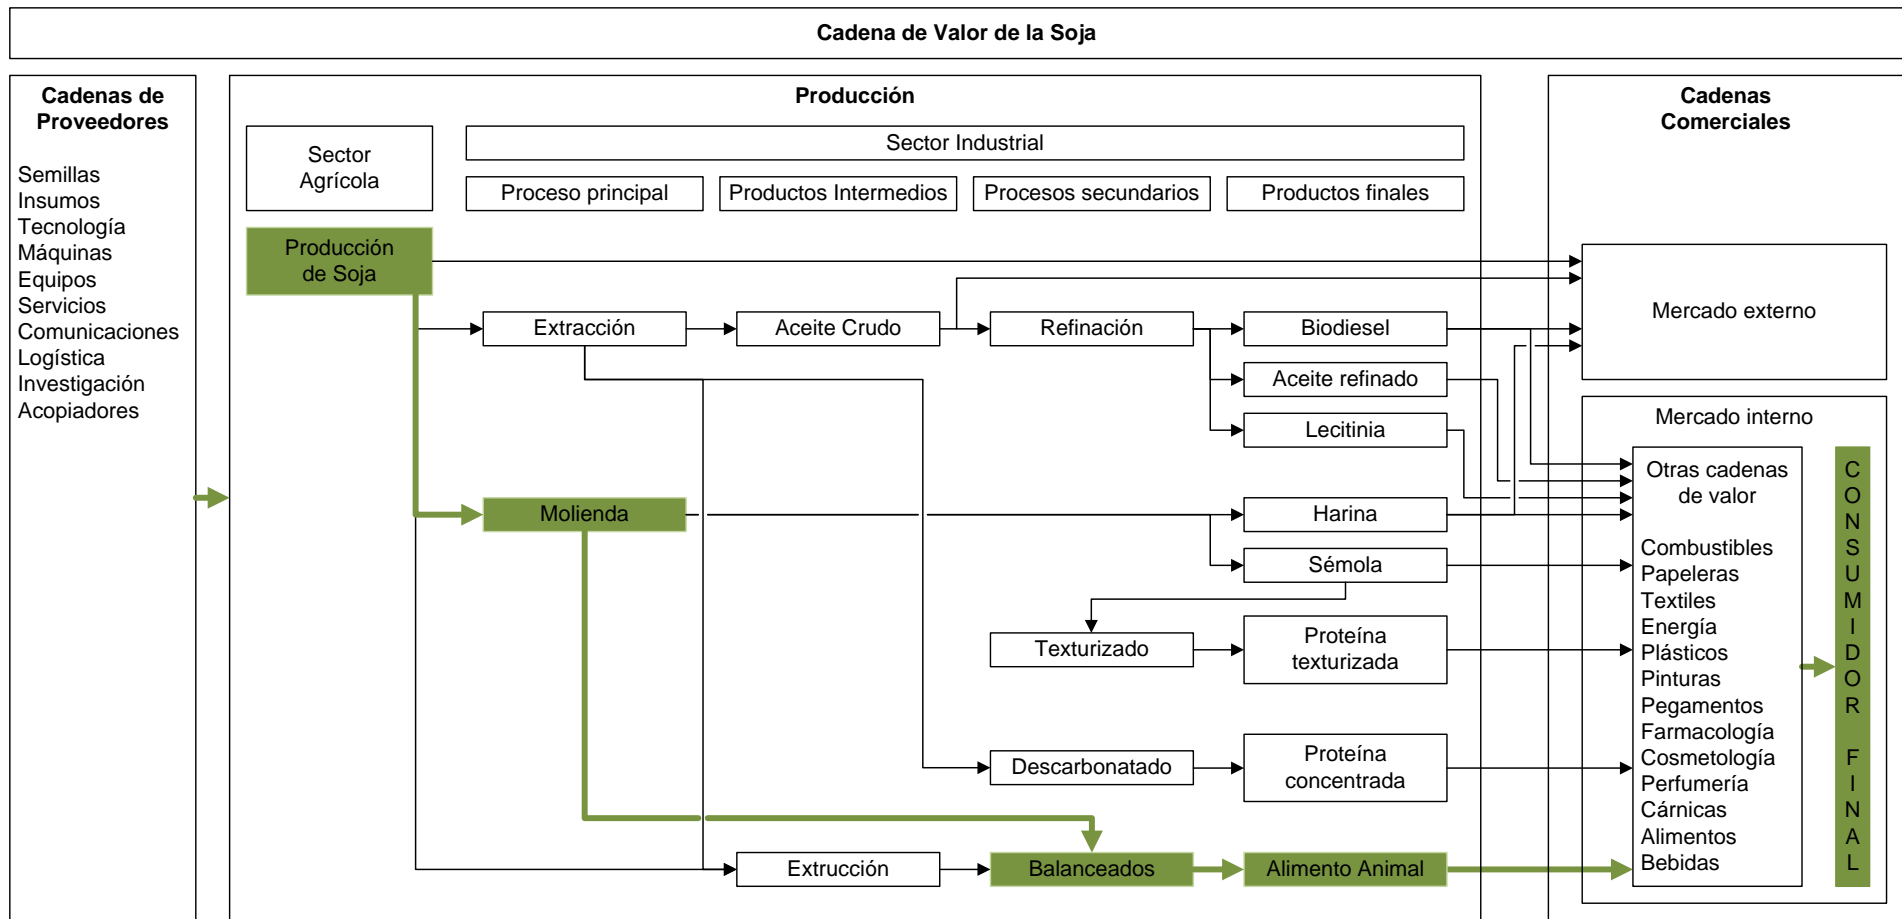 Cadena de Valor de la Soja
Cadenas de
Proveedores
Semillas
Insumos
Tecnología
Máquinas
Equipos
Servicios
Comunicaciones
Logística
Investigación
Acopiadores
Producción
Sector
Agrícola
Sector Industrial
Proceso principal
Productos Intermedios
Procesos secundarios
Productos finales
Producción
de Soja
Extracción
Aceite Crudo
Refinación
Biodiesel
Aceite refinado
Lecitinia
Molienda
Harina
Sémola
Texturizado
Proteína
texturizada
Descarbonatado
Proteína
concentrada
Extrucción
Balanceados
Alimento Animal
Cadenas
Comerciales
Mercado externo
Mercado interno
Otras cadenas
de valor
Combustibles
Papeleras
Textiles
Energía
Plásticos
Pinturas
Pegamentos
Farmacología
Cosmetología
Perfumería
Cárnicas
Alimentos
Bebidas
C
O
N
S
U
M
I
D
O
R
F
I
N
A
L